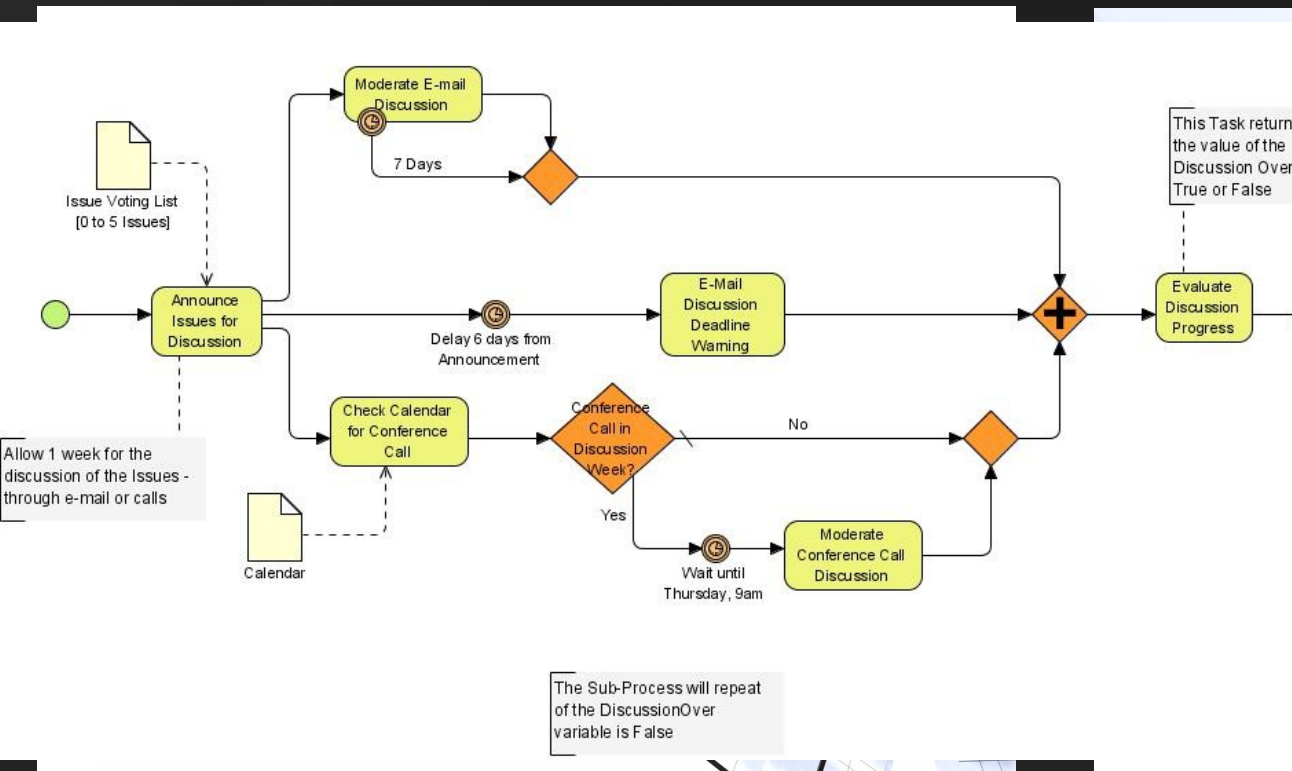 Moderate E-mail
Discussion
7 Days
Issue Voting List
[0 to 5 Issues]
This Task return
the value of the
Discussion Over
True or False
Announce
Issues for
Discussion
Delay 6 days from
Announcement
E-Mail
Discussion
Deadline
Warning
Evaluate
Discussion
Progress
Allow 1 week for the
discussion of the Issues -
through e-mail or calls
Check Calendar
for Conference
Call
Conference
Call in
Discussion
Week?
No
Yes
Calendar
Wait until
Thursday, 9am
Moderate
Conference Call
Discussion
The Sub-Process will repeat
of the DiscussionOver
variable is False